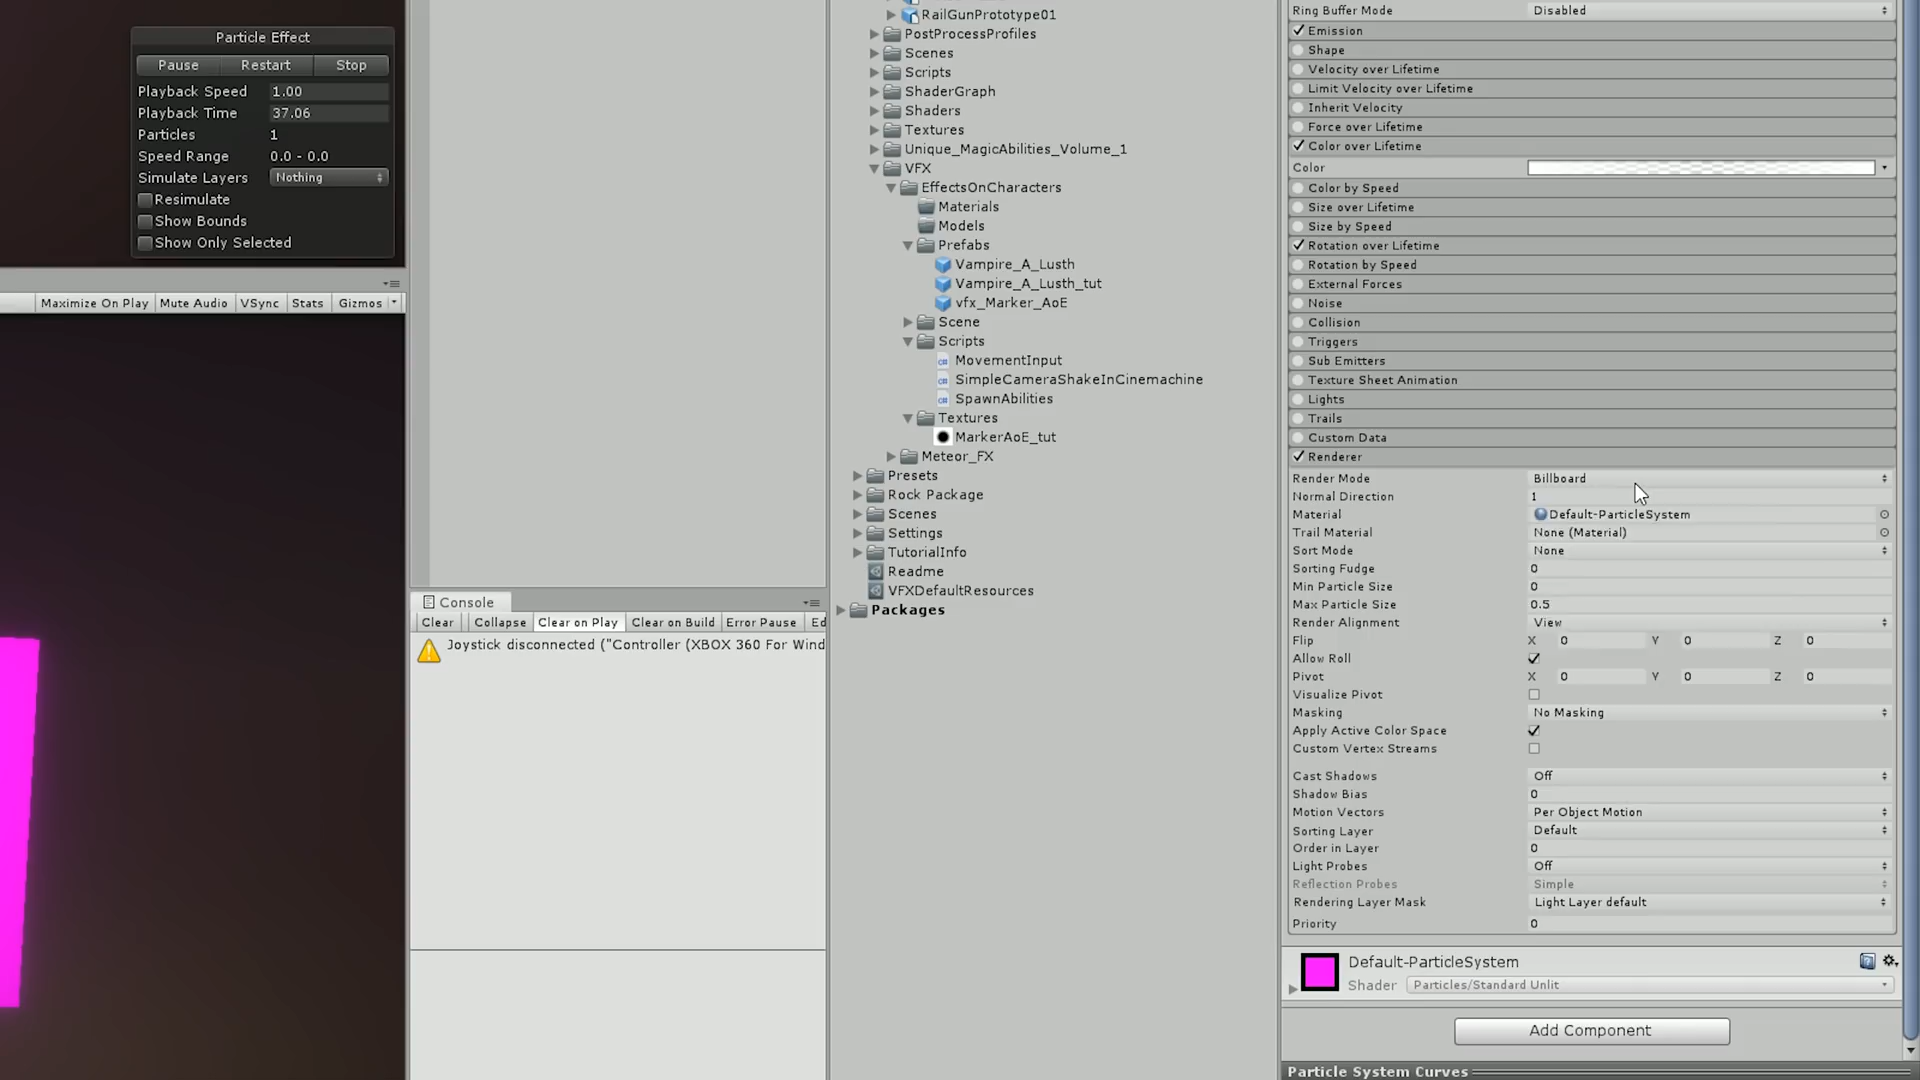 Particle Effect
Pause Restart Stop
Playback Speed 1.00
Playback Time 37.06
Particles 1
Speed Range 0.0 - 0.0
Simulate Layers Nothing
Resimulate
Show Bounds
Show Only Selected
Maximize On Play Mute Audio VSync Stats Gizmos
Console
Clear Collapse Clear on Play Clear on Build Error Pause Ed
Joystick disconnected ("Controller (XBOX 360 For Wind
RailGunPrototype01
PostProcessProfiles
Scenes
Scripts
ShaderGraph
Shaders
Textures
Unique_MagicAbilities_Volume_1
VFX
EffectsOnCharacters
Materials
Models
Prefabs
Vampire_A_Lusth
Vampire_A_Lusth_tut
vfx_Marker_AoE
Scene
Scripts
MovementInput
SimpleCameraShakeInCinemachine
SpawnAbilities
Textures
MarkerAoE_tut
Meteor_FX
Presets
Rock Package
Scenes
Settings
TutorialInfo
Readme
VFXDefaultResources
Packages
Ring Buffer Mode Disabled
Emission
Shape
Velocity over Lifetime
Limit Velocity over Lifetime
Inherit Velocity
Force over Lifetime
Color over Lifetime
Color
Color by Speed
Size over Lifetime
Size by Speed
Rotation over Lifetime
Rotation by Speed
External Forces
Noise
Collision
Triggers
Sub Emitters
Texture Sheet Animation
Lights
Trails
Custom Data
Renderer
Render Mode Billboard
Normal Direction 1
Material Default-ParticleSystem
Trail Material None (Material)
Sort Mode None
Sorting Fudge 0
Min Particle Size 0
Max Particle Size 0.5
Render Alignment View
Flip X 0 Y 0 Z 0
Allow Roll
Pivot X 0 Y 0 Z 0
Visualize Pivot
Masking No Masking
Apply Active Color Space
Custom Vertex Streams
Cast Shadows Off
Shadow Bias 0
Motion Vectors Per Object Motion
Sorting Layer Default
Order in Layer 0
Light Probes Off
Reflection Probes Simple
Rendering Layer Mask Light Layer default
Priority 0
Default-ParticleSystem
Shader Particles/Standard Unlit
Add Component
Particle System Curves